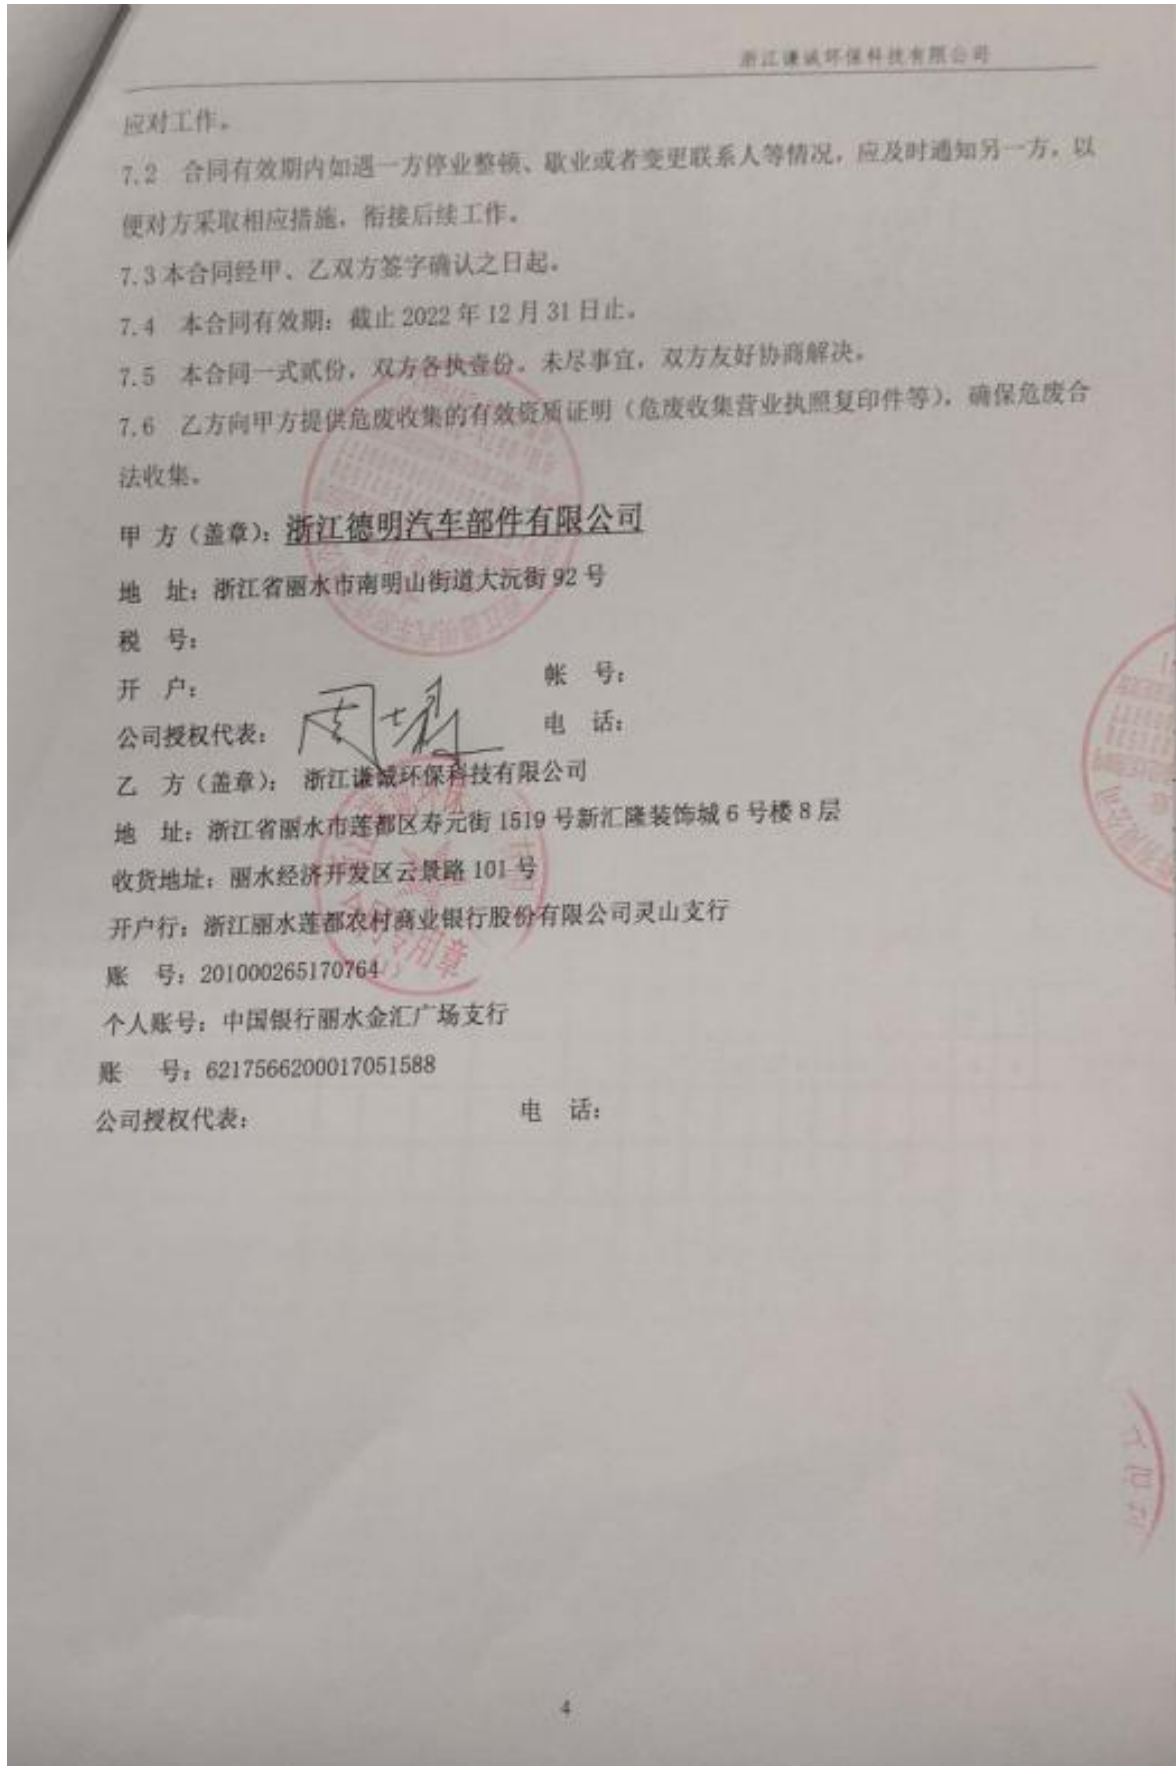 浙江谦诚环保科技有限公司
应对工作。
7.2 合同有效期内如遇一方停业整顿、歇业或者变更联系人等情况，应及时通知另一方，以
便对方采取相应措施，衔接后续工作。
7.3本合同经甲、乙双方签字确认之日起。
7.4 本合同有效期：截止 2022 年 12 月 31 日止。
7.5 本合同一式贰份，双方各执壹份。未尽事宜，双方友好协商解决。
7.6 乙方向甲方提供危废收集的有效资质证明（危废收集营业执照复印件等），确保危废合
法收集。
甲 方（盖章）：浙江德明汽车部件有限公司
地 址：浙江省丽水市南明山街道大沅街 92 号
税 号：
开 户： 帐 号：
公司授权代表： 电 话：
乙 方（盖章）： 浙江谦诚环保科技有限公司
地 址：浙江省丽水市莲都区寿元街 1519 号新汇隆装饰城 6 号楼 8 层
收货地址：丽水经济开发区云景路 101 号
开户行：浙江丽水莲都农村商业银行股份有限公司灵山支行
账 号：201000265170764
个人账号：中国银行丽水金汇广场支行
账 号：6217566200017051588
公司授权代表： 电 话：
4